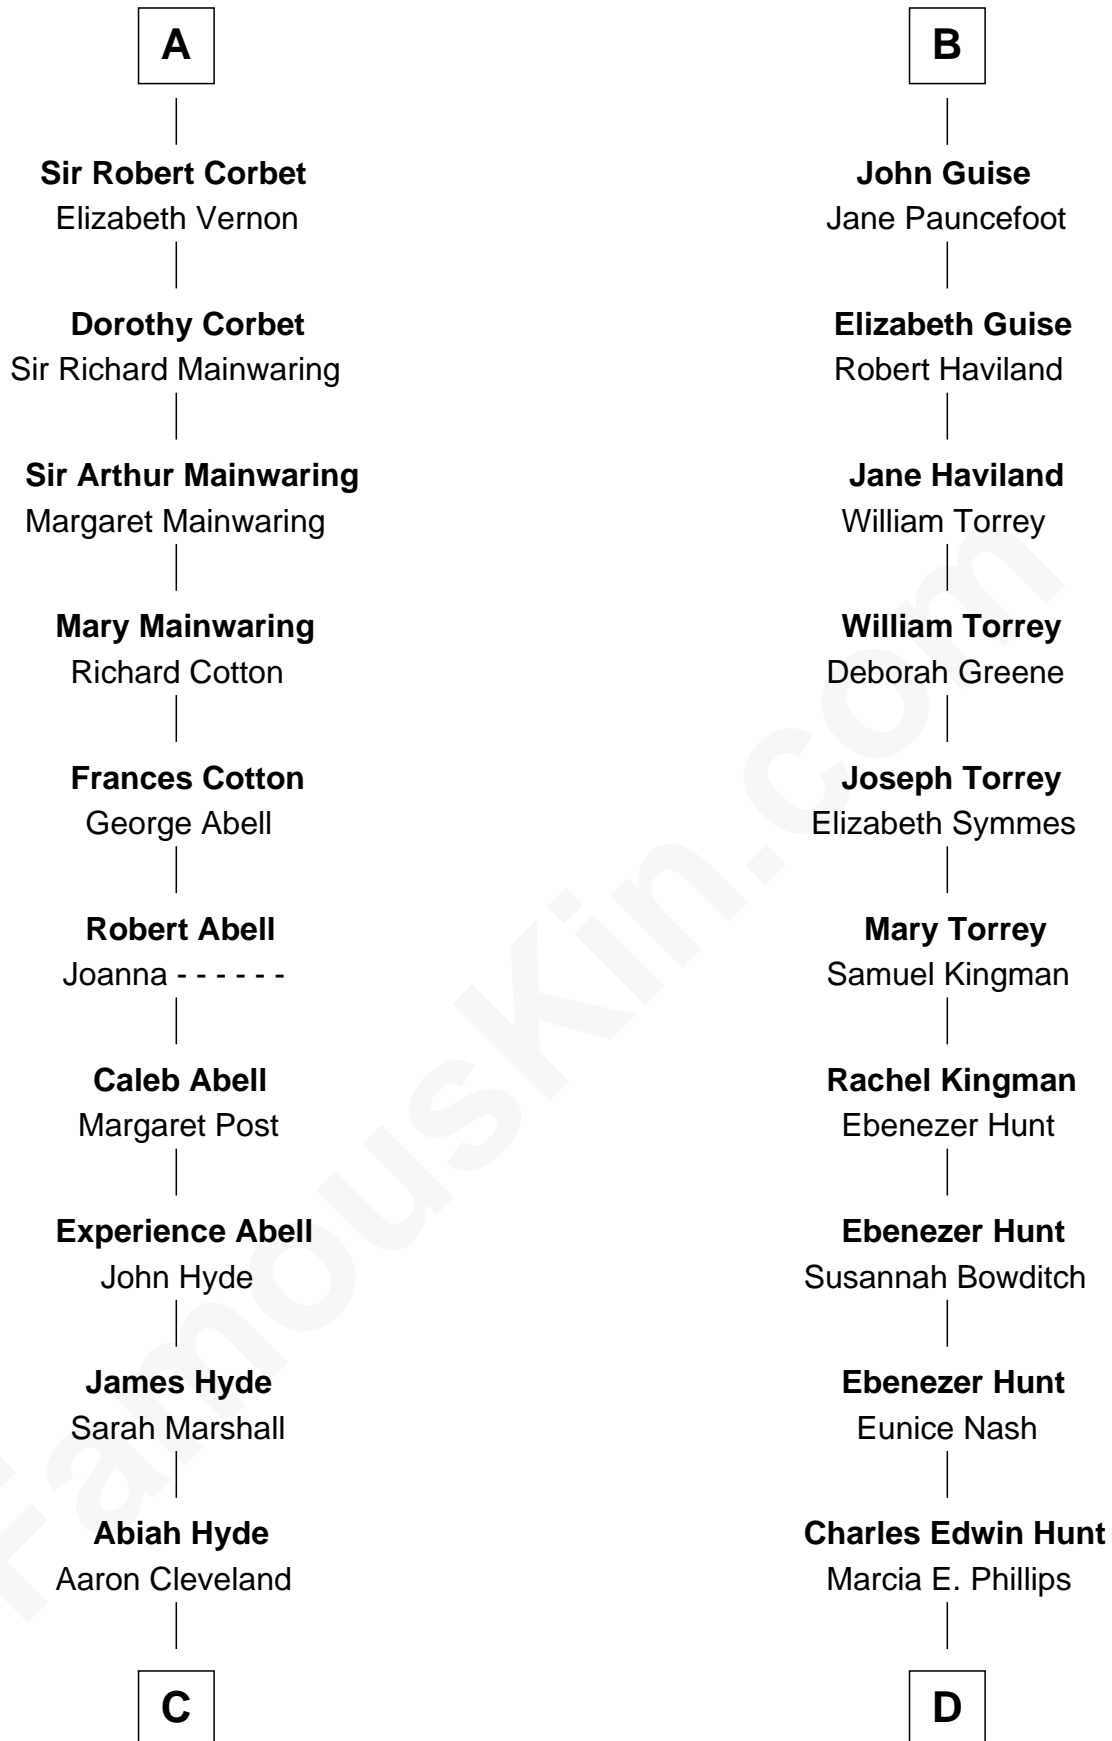 A
Sir Robert Corbet
Elizabeth Vernon
Dorothy Corbet
Sir Richard Mainwaring
Sir Arthur Mainwaring
Margaret Mainwaring
Mary Mainwaring
Richard Cotton
Frances Cotton
George Abell
Robert Abell
Joanna - - - - - -
Caleb Abell
Margaret Post
Experience Abell
John Hyde
James Hyde
Sarah Marshall
Abiah Hyde
Aaron Cleveland
C
B
John Guise
Jane Pauncefoot
Elizabeth Guise
Robert Haviland
Jane Haviland
William Torrey
William Torrey
Deborah Greene
Joseph Torrey
Elizabeth Symmes
Mary Torrey
Samuel Kingman
Rachel Kingman
Ebenezer Hunt
Ebenezer Hunt
Susannah Bowditch
Ebenezer Hunt
Eunice Nash
Charles Edwin Hunt
Marcia E. Phillips
D
FamousKin.com